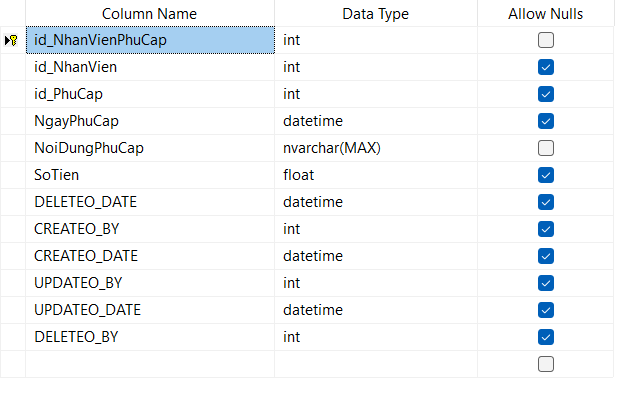 Column Name Data Type Allow Nulls
id_NhanVienPhuCap int
id_NhanVien int
id_PhuCap int
NgayPhuCap datetime
NoiDungPhuCap nvarchar(MAX)
SoTien float
DELETEO_DATE datetime
CREATEO_BY int
CREATEO_DATE datetime
UPDATEO_BY int
UPDATEO_DATE datetime
DELETEO_BY int